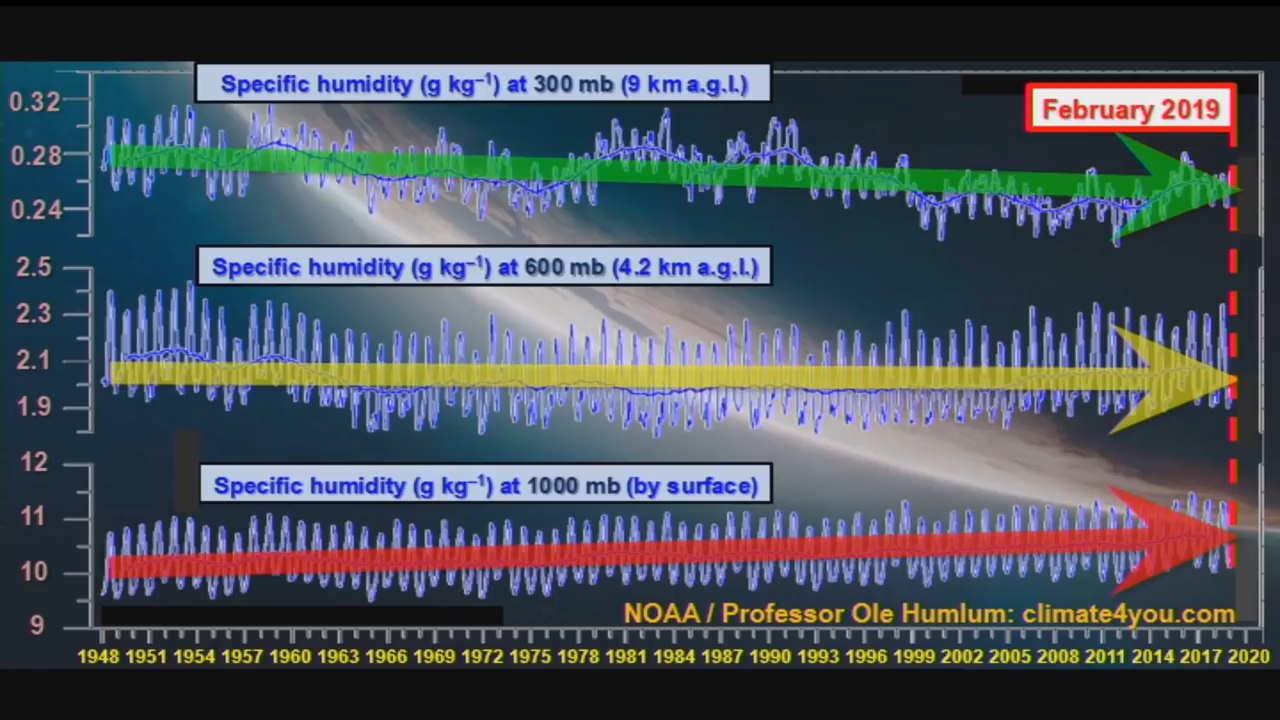 Specific humidity (g kg⁻¹) at 300 mb (9 km a.g.l.)
February 2019
0.32
0.28
0.24
Specific humidity (g kg⁻¹) at 600 mb (4.2 km a.g.l.)
2.5
2.3
2.1
1.9
Specific humidity (g kg⁻¹) at 1000 mb (by surface)
12
11
10
9
NOAA / Professor Ole Humlum: climate4you.com
1948 1951 1954 1957 1960 1963 1966 1969 1972 1975 1978 1981 1984 1987 1990 1993 1996 1999 2002 2005 2008 2011 2014 2017 2020